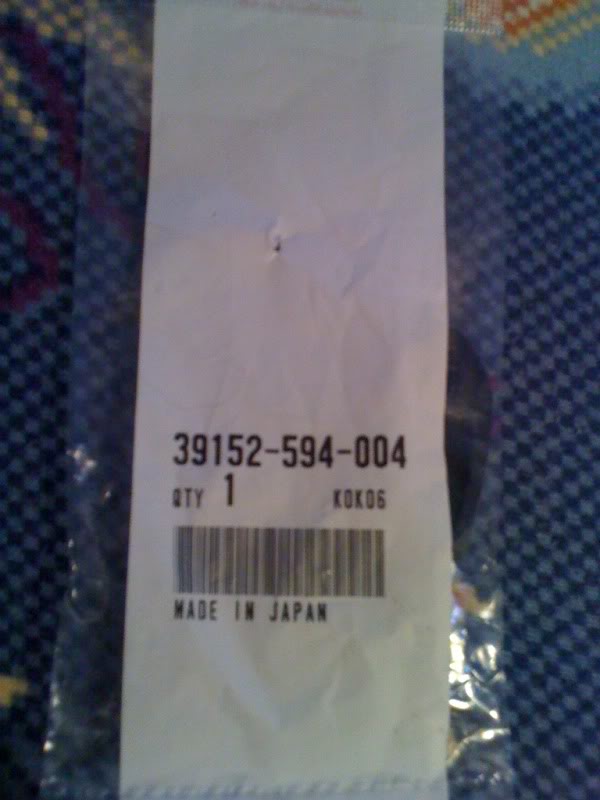 39152-594-004
QTY 1 KOK06
MADE IN JAPAN